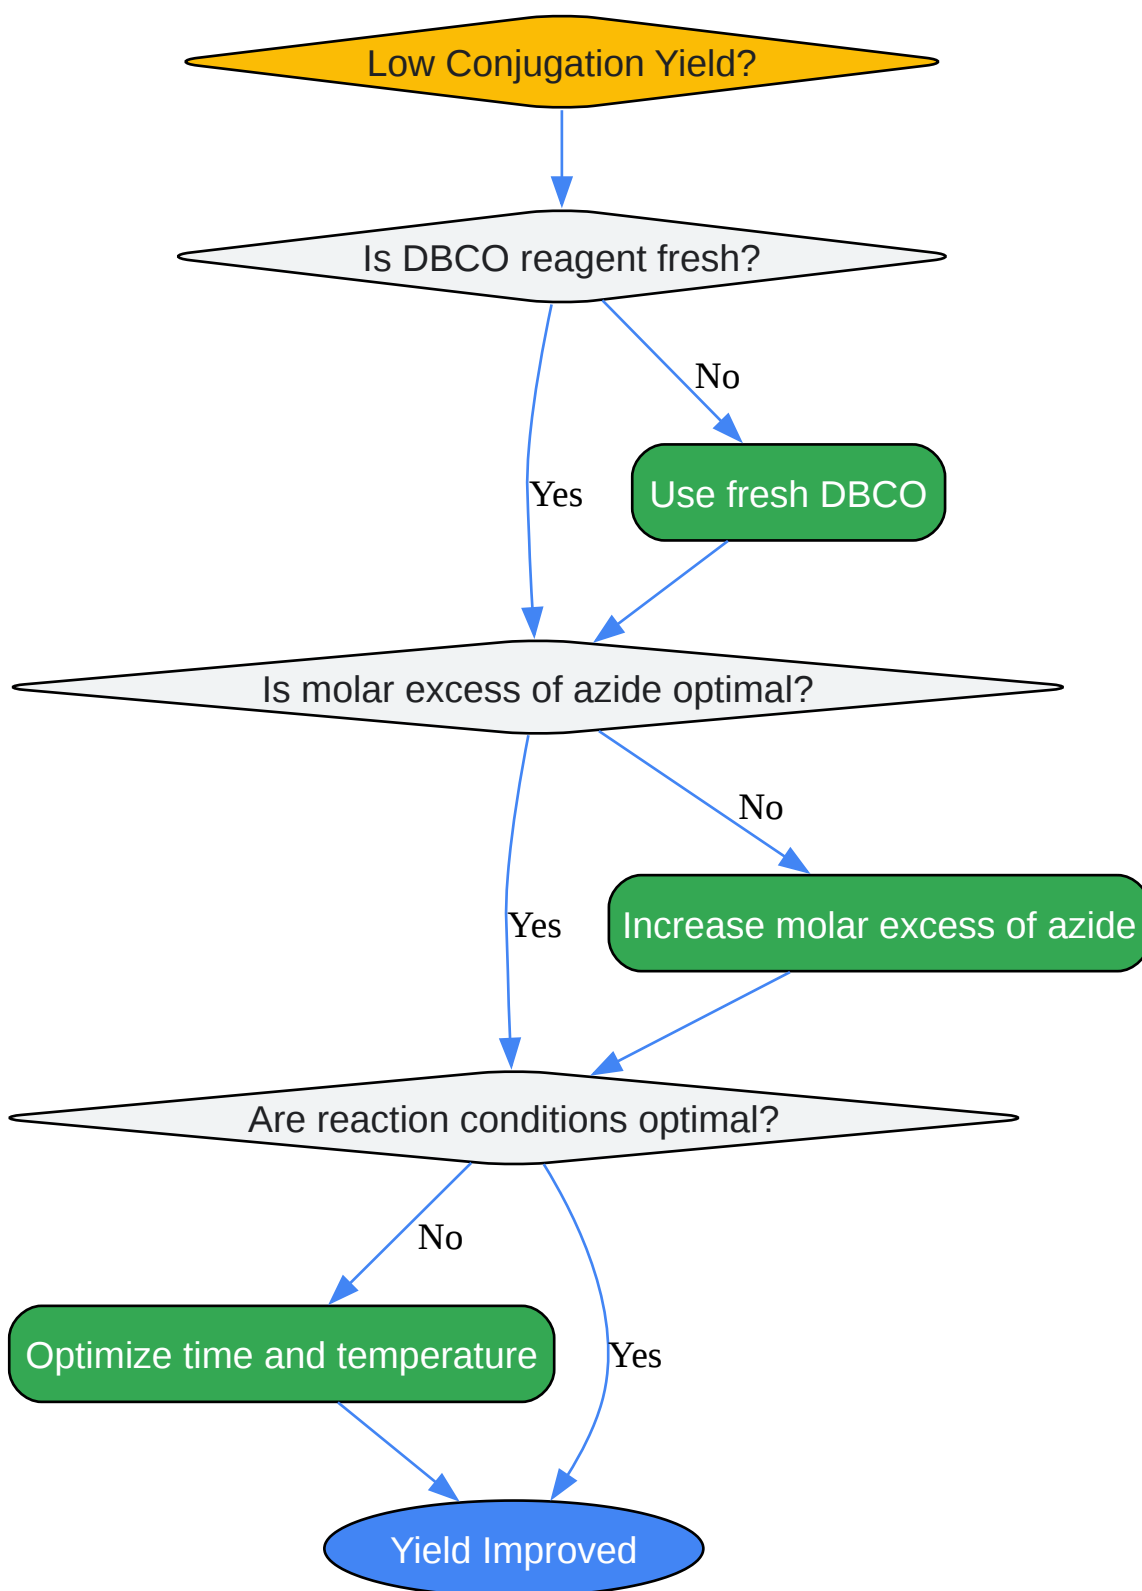 Low Conjugation Yield?
Is DBCO reagent fresh?
No
Yes
Use fresh DBCO
Is molar excess of azide optimal?
No
Yes
Increase molar excess of azide
Are reaction conditions optimal?
No
Optimize time and temperature
Yes
Yield Improved